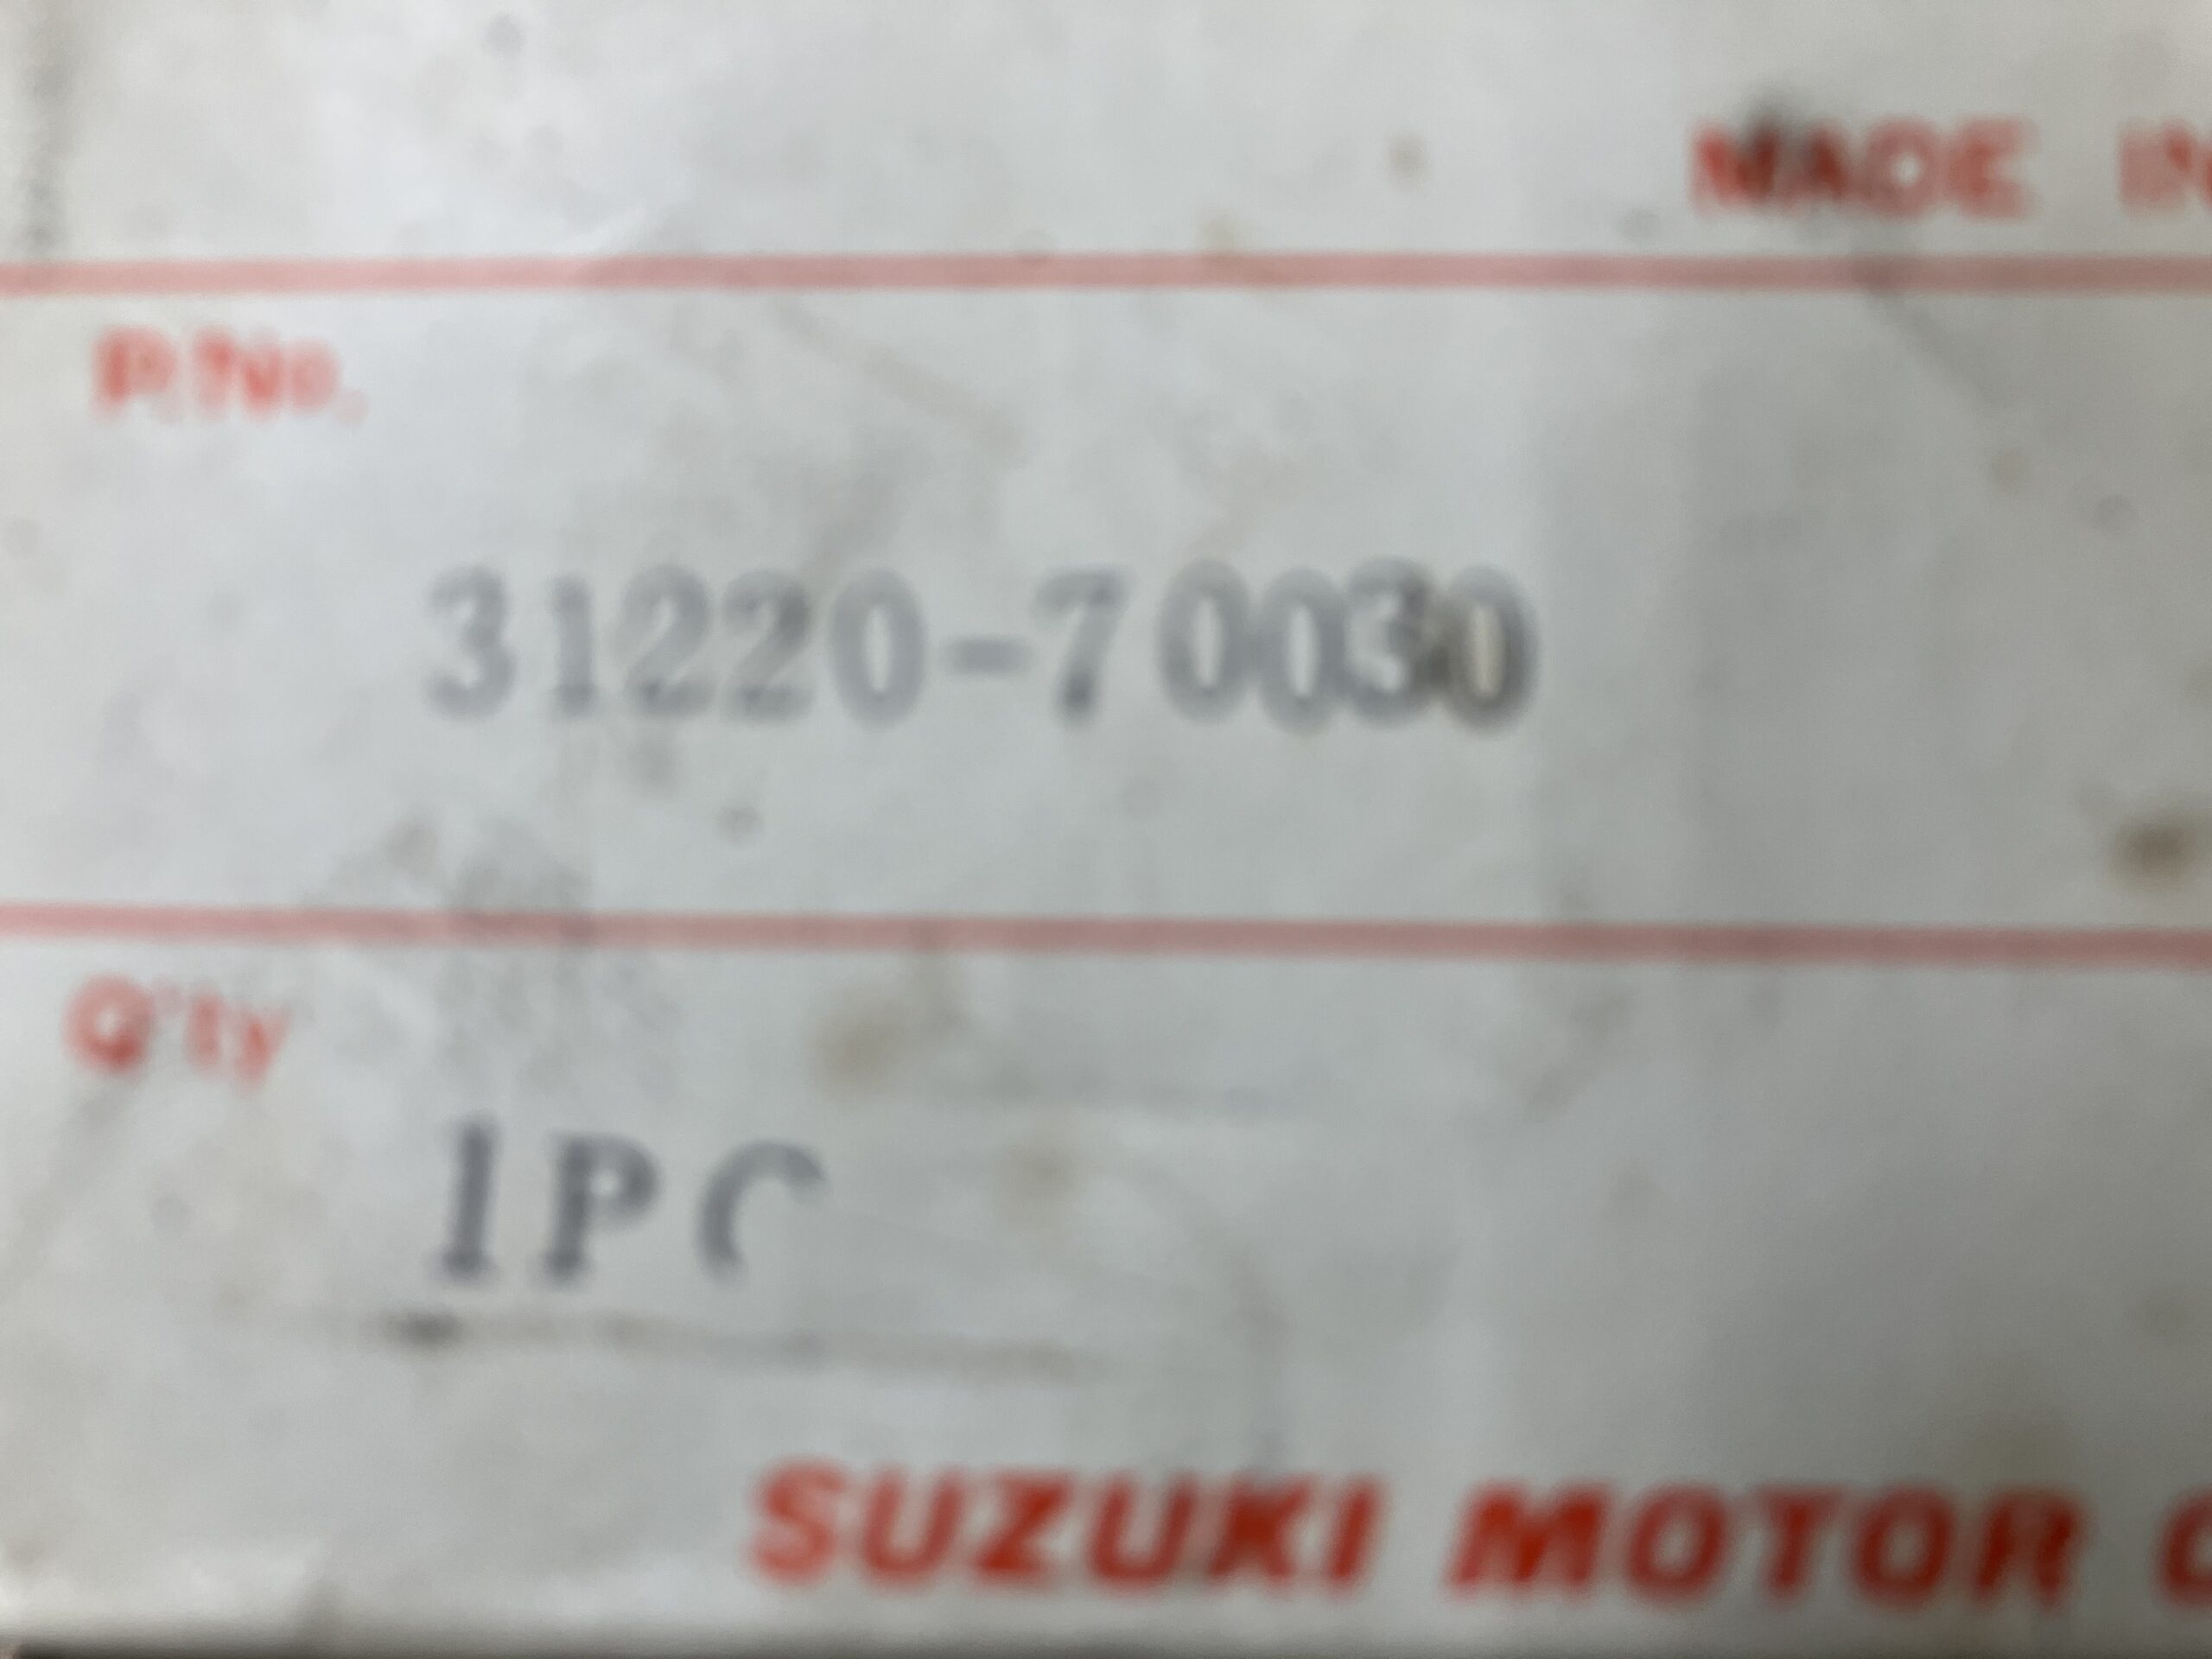 MADE IN
P.No.
31220-70030
Q'ty
1PC
SUZUKI MOTOR C